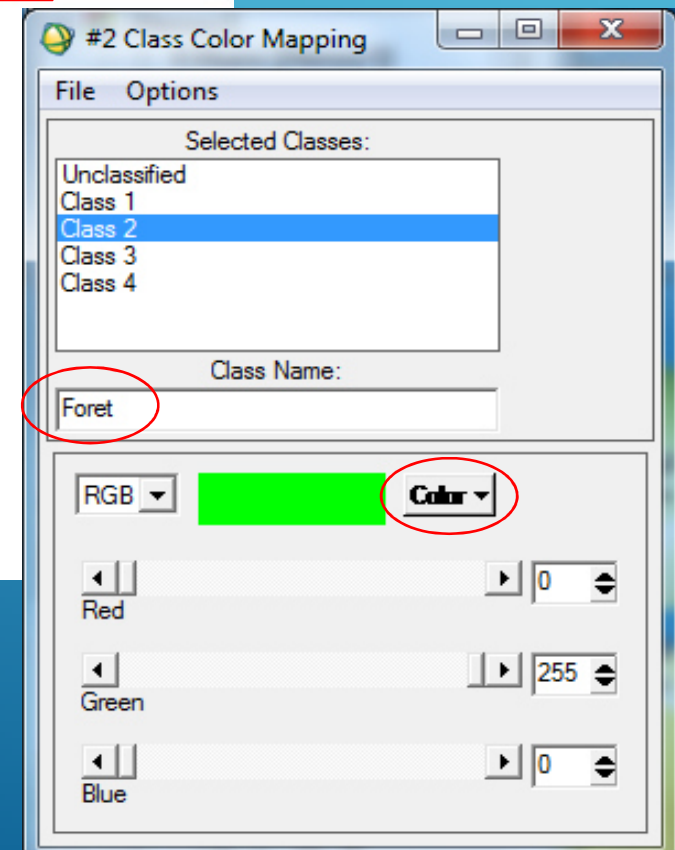 #2 Class Color Mapping
File Options
Selected Classes:
Unclassified
Class 1
Class 2
Class 3
Class 4
Class Name:
Foret
RGB Color
0
Red
255
Green
0
Blue